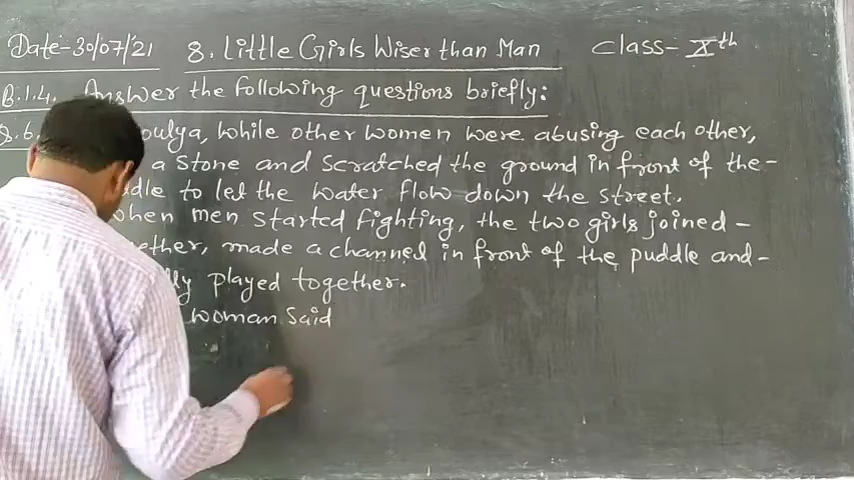 Date-30/07/21 8. Little Girls Wiser than Man Class- Xth
B.1.4. Answer the following questions briefly:
oulya, while other women were abusing each other,
a stone and scratched the ground in front of the-
dle to let the water flow down the street.
when men started fighting, the two girls joined-
ether, made a channed in front of the puddle and-
lly played together.
woman said